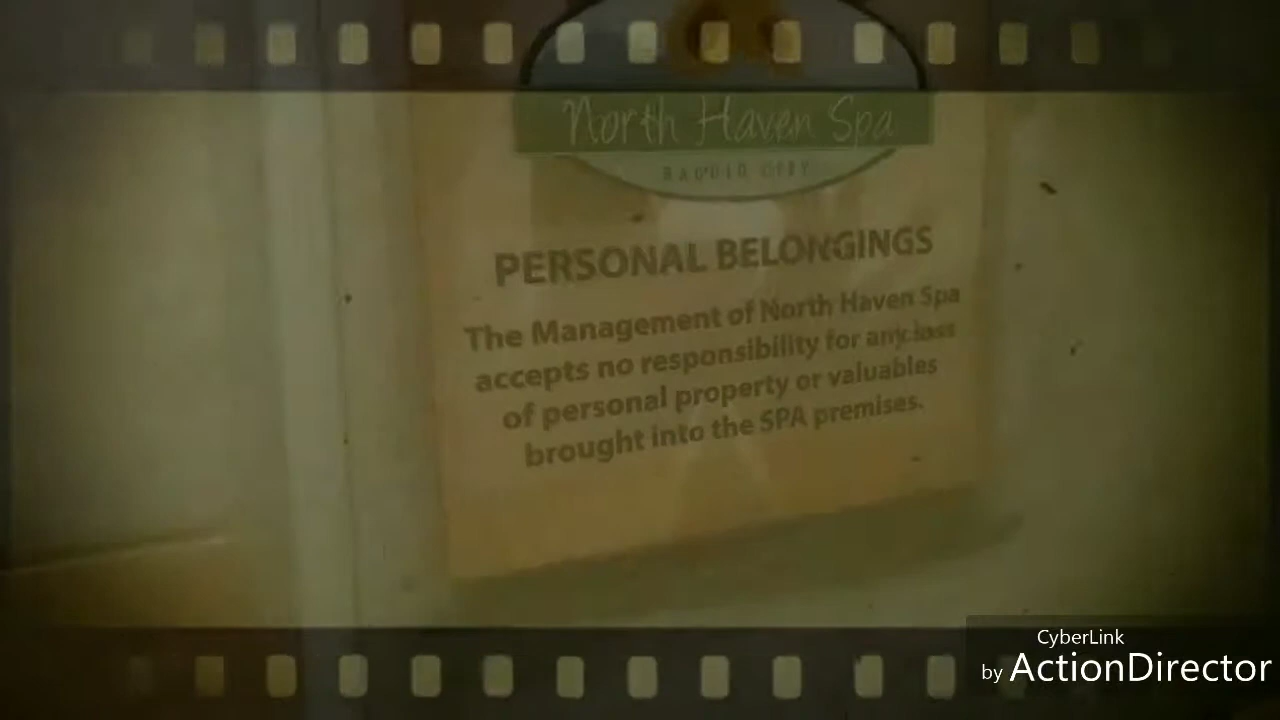 North Haven Spa
BAGUIO CITY
PERSONAL BELONGINGS
The Management of North Haven Spa
accepts no responsibility for any loss
of personal property or valuables
brought into the SPA premises.
CyberLink
by ActionDirector